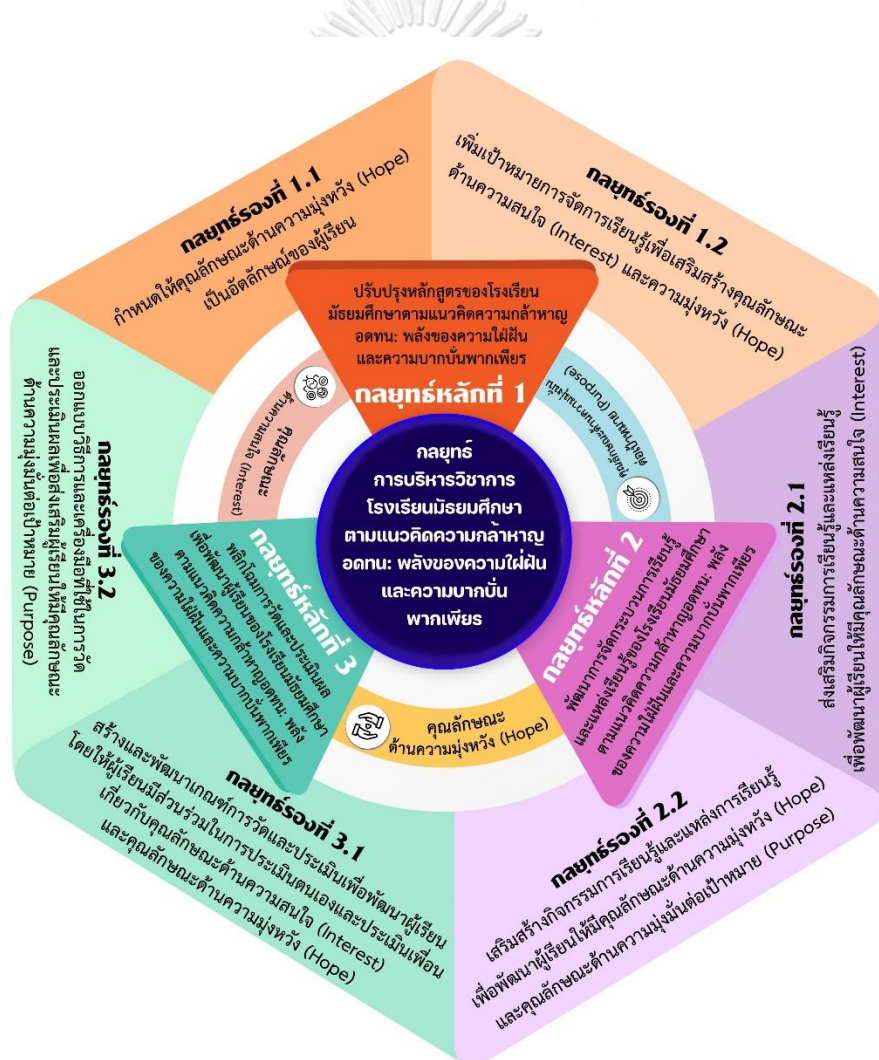 กลยุทธ์
การบริหารวิชาการ
โรงเรียนมัธยมศึกษา
ตามแนวคิดความกล้าหาญ
อดทน: พลังของความใฝ่ฝัน
และความบากบั่น
พากเพียร
ปรับปรุงหลักสูตรของโรงเรียน
มัธยมศึกษาตามแนวคิดความกล้าหาญ
อดทน: พลังของความใฝ่ฝัน
และความบากบั่นพากเพียร
กลยุทธ์หลักที่ 1
กลยุทธ์รองที่ 1.1
กำหนดให้คุณลักษณะด้านความมุ่งหวัง (Hope)
เป็นอัตลักษณ์ของผู้เรียน
กลยุทธ์รองที่ 1.2
เพิ่มเป้าหมายการจัดการเรียนรู้เพื่อเสริมสร้างคุณลักษณะ
ด้านความสนใจ (Interest) และความมุ่งหวัง (Hope)
คุณลักษณะด้านความมุ่งมั่น
ต่อเป้าหมาย (Purpose)
กลยุทธ์หลักที่ 2
พัฒนาการจัดกระบวนการเรียนรู้
และแหล่งเรียนรู้ของโรงเรียนมัธยมศึกษา
ตามแนวคิดความกล้าหาญอดทน: พลัง
ของความใฝ่ฝันและความบากบั่นพากเพียร
กลยุทธ์รองที่ 2.1
ส่งเสริมกิจกรรมการเรียนรู้และแหล่งเรียนรู้
เพื่อพัฒนาผู้เรียนให้มีคุณลักษณะด้านความสนใจ (Interest)
กลยุทธ์รองที่ 2.2
เสริมสร้างกิจกรรมการเรียนรู้และแหล่งการเรียนรู้
เพื่อพัฒนาผู้เรียนให้มีคุณลักษณะด้านความมุ่งหวัง (Hope)
และคุณลักษณะด้านความมุ่งมั่นต่อเป้าหมาย (Purpose)
คุณลักษณะ
ด้านความมุ่งหวัง (Hope)
กลยุทธ์หลักที่ 3
พลิกโฉมการวัดและประเมินผล
เพื่อพัฒนาผู้เรียนของโรงเรียนมัธยมศึกษา
ตามแนวคิดความกล้าหาญอดทน: พลัง
ของความใฝ่ฝันและความบากบั่นพากเพียร
กลยุทธ์รองที่ 3.1
สร้างและพัฒนาเกณฑ์การวัดและประเมินเพื่อพัฒนาผู้เรียน
โดยให้ผู้เรียนมีส่วนร่วมในการประเมินตนเองและประเมินเพื่อน
เกี่ยวกับคุณลักษณะด้านความสนใจ (Interest)
และคุณลักษณะด้านความมุ่งหวัง (Hope)
กลยุทธ์รองที่ 3.2
ออกแบบวิธีการและเครื่องมือที่ใช้ในการวัด
และประเมินผลเพื่อส่งเสริมผู้เรียนให้มีคุณลักษณะ
ด้านความมุ่งมั่นต่อเป้าหมาย (Purpose)
คุณลักษณะ
ด้านความสนใจ (Interest)